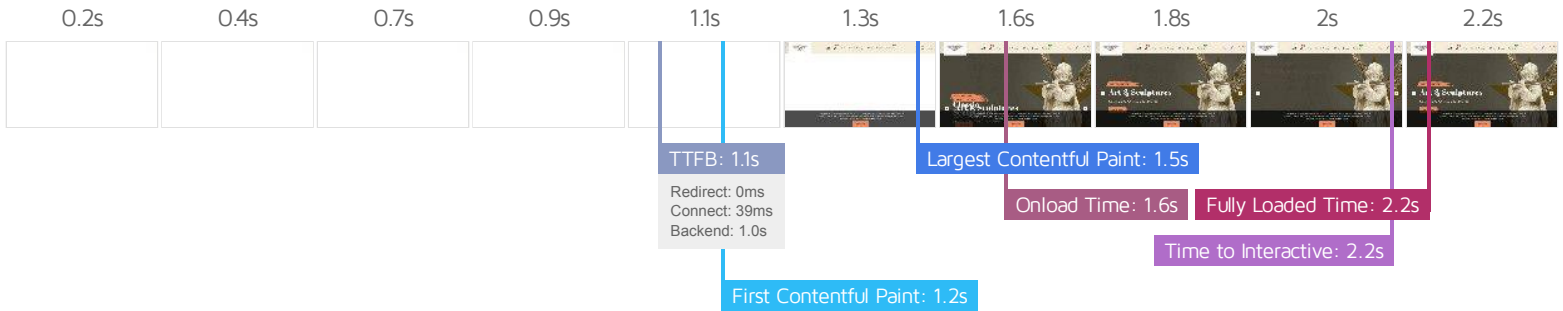 0.2s 0.4s 0.7s 0.9s 1.1s 1.3s 1.6s 1.8s 2s 2.2s
Art & Sculptures
Art & Sculptures
TTFB: 1.1s
Largest Contentful Paint: 1.5s
Redirect: 0ms
Connect: 39ms
Backend: 1.0s
Onload Time: 1.6s
Fully Loaded Time: 2.2s
Time to Interactive: 2.2s
First Contentful Paint: 1.2s